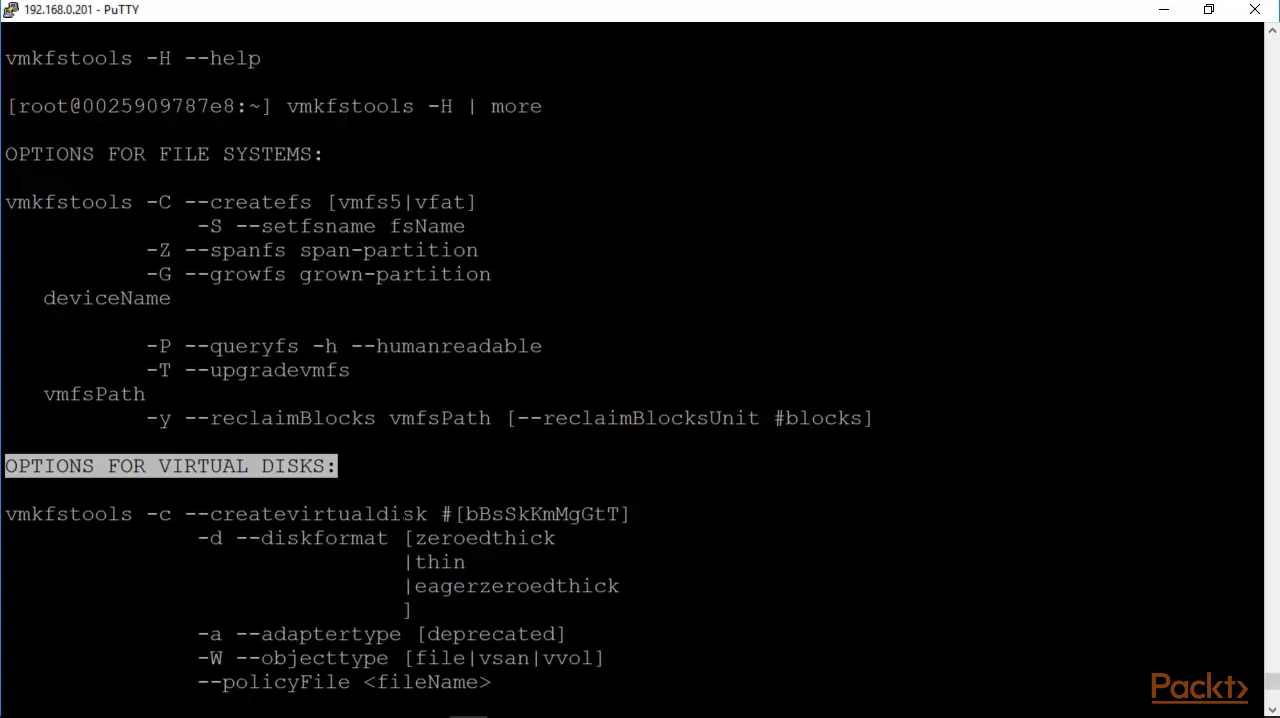 192.168.0.201 - PuTTY
vmkfstools -H --help
[root@0025909787e8:~] vmkfstools -H | more
OPTIONS FOR FILE SYSTEMS:
vmkfstools -C --createfs [vmfs5|vfat]
-S --setfsname fsName
-Z --spanfs span-partition
-G --growfs grown-partition
deviceName
-P --queryfs -h --humanreadable
-T --upgradevmfs
vmfsPath
-y --reclaimBlocks vmfsPath [--reclaimBlocksUnit #blocks]
OPTIONS FOR VIRTUAL DISKS:
vmkfstools -c --createvirtualdisk #[bBsSkKmMgGtT]
-d --diskformat [zeroedthick
|thin
|eagerzeroedthick
]
-a --adaptertype [deprecated]
-W --objecttype [file|vsan|vvol]
--policyFile <fileName>
Packt>